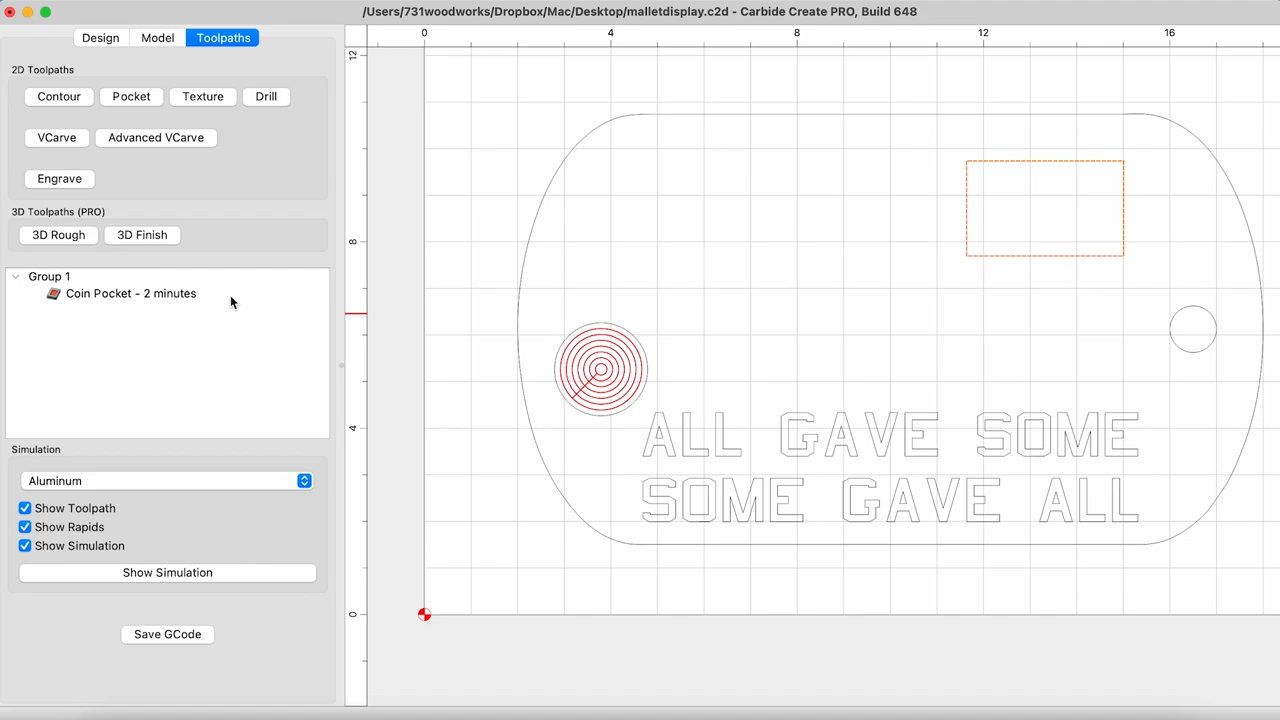 /Users/731woodworks/Dropbox/Mac/Desktop/malletdisplay.c2d - Carbide Create PRO, Build 648
Design Model Toolpaths
0 4 8 12 16
2D Toolpaths
Contour Pocket Texture Drill
VCarve Advanced VCarve
Engrave
3D Toolpaths (PRO)
3D Rough 3D Finish
Group 1
Coin Pocket - 2 minutes
Simulation
Aluminum
Show Toolpath
Show Rapids
Show Simulation
Show Simulation
Save GCode
12
8
4
0
ALL GAVE SOME
SOME GAVE ALL